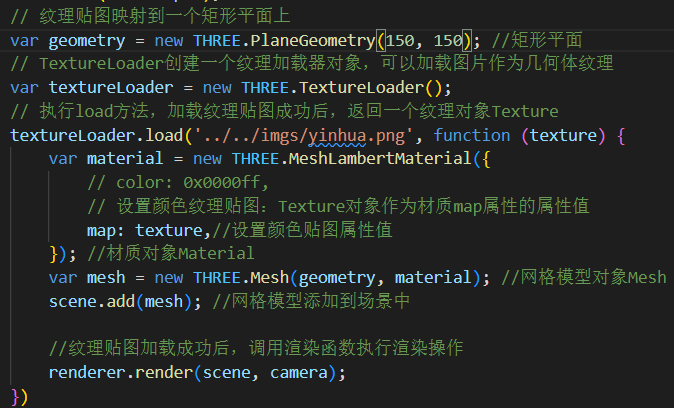 // 纹理贴图映射到一个矩形平面上
var geometry = new THREE.PlaneGeometry(150, 150); //矩形平面
// TextureLoader创建一个纹理加载器对象，可以加载图片作为几何体纹理
var textureLoader = new THREE.TextureLoader();
// 执行load方法，加载纹理贴图成功后，返回一个纹理对象Texture
textureLoader.load('../../imgs/yinhua.png', function (texture) {
    var material = new THREE.MeshLambertMaterial({
        // color: 0x0000ff,
        // 设置颜色纹理贴图：Texture对象作为材质map属性的属性值
        map: texture,//设置颜色贴图属性值
    }); //材质对象Material
    var mesh = new THREE.Mesh(geometry, material); //网格模型对象Mesh
    scene.add(mesh); //网格模型添加到场景中

    //纹理贴图加载成功后，调用渲染函数执行渲染操作
    renderer.render(scene, camera);
})